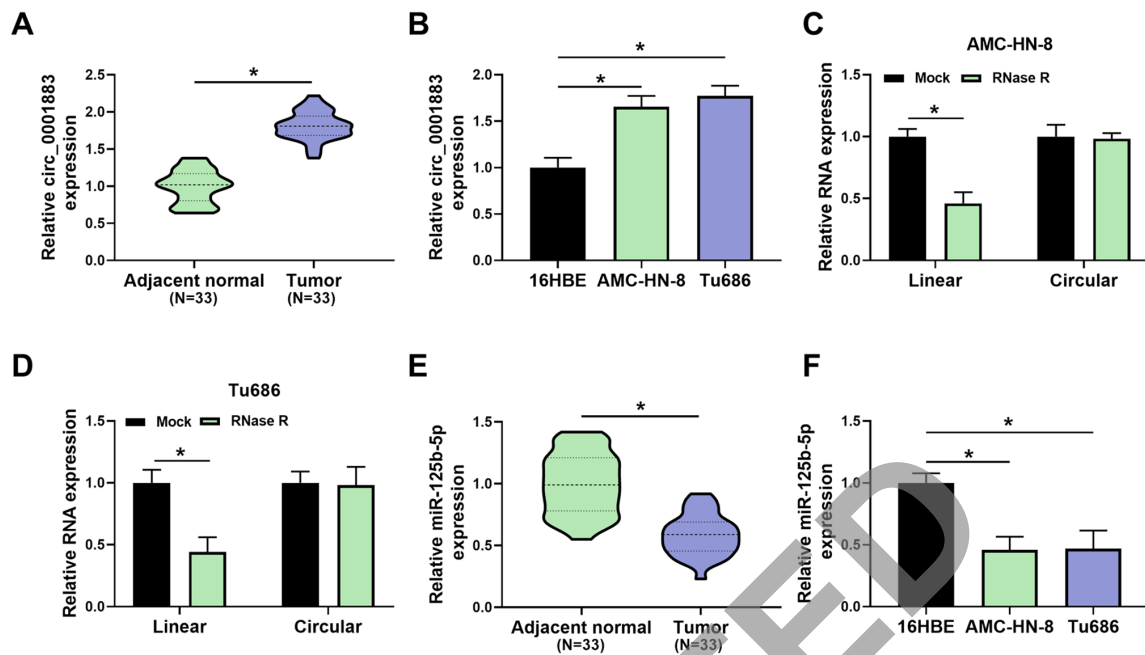 A
Relative circ_0001883
expression
2.5
2.0
1.5
1.0
0.5
0.0
*
Adjacent normal
(N=33)
Tumor
(N=33)
B
Relative circ_0001883
expression
2.0
1.5
1.0
0.5
0.0
*
*
16HBE
AMC-HN-8
Tu686
C
AMC-HN-8
Mock
RNase R
Relative RNA expression
1.5
1.0
0.5
0.0
*
Linear
Circular
D
Tu686
Mock
RNase R
Relative RNA expression
1.5
1.0
0.5
0.0
*
Linear
Circular
E
Relative miR-125b-5p
expression
2.0
1.5
1.0
0.5
0.0
*
Adjacent normal
(N=33)
Tumor
(N=33)
F
Relative miR-125b-5p
expression
1.5
1.0
0.5
0.0
*
*
16HBE
AMC-HN-8
Tu686